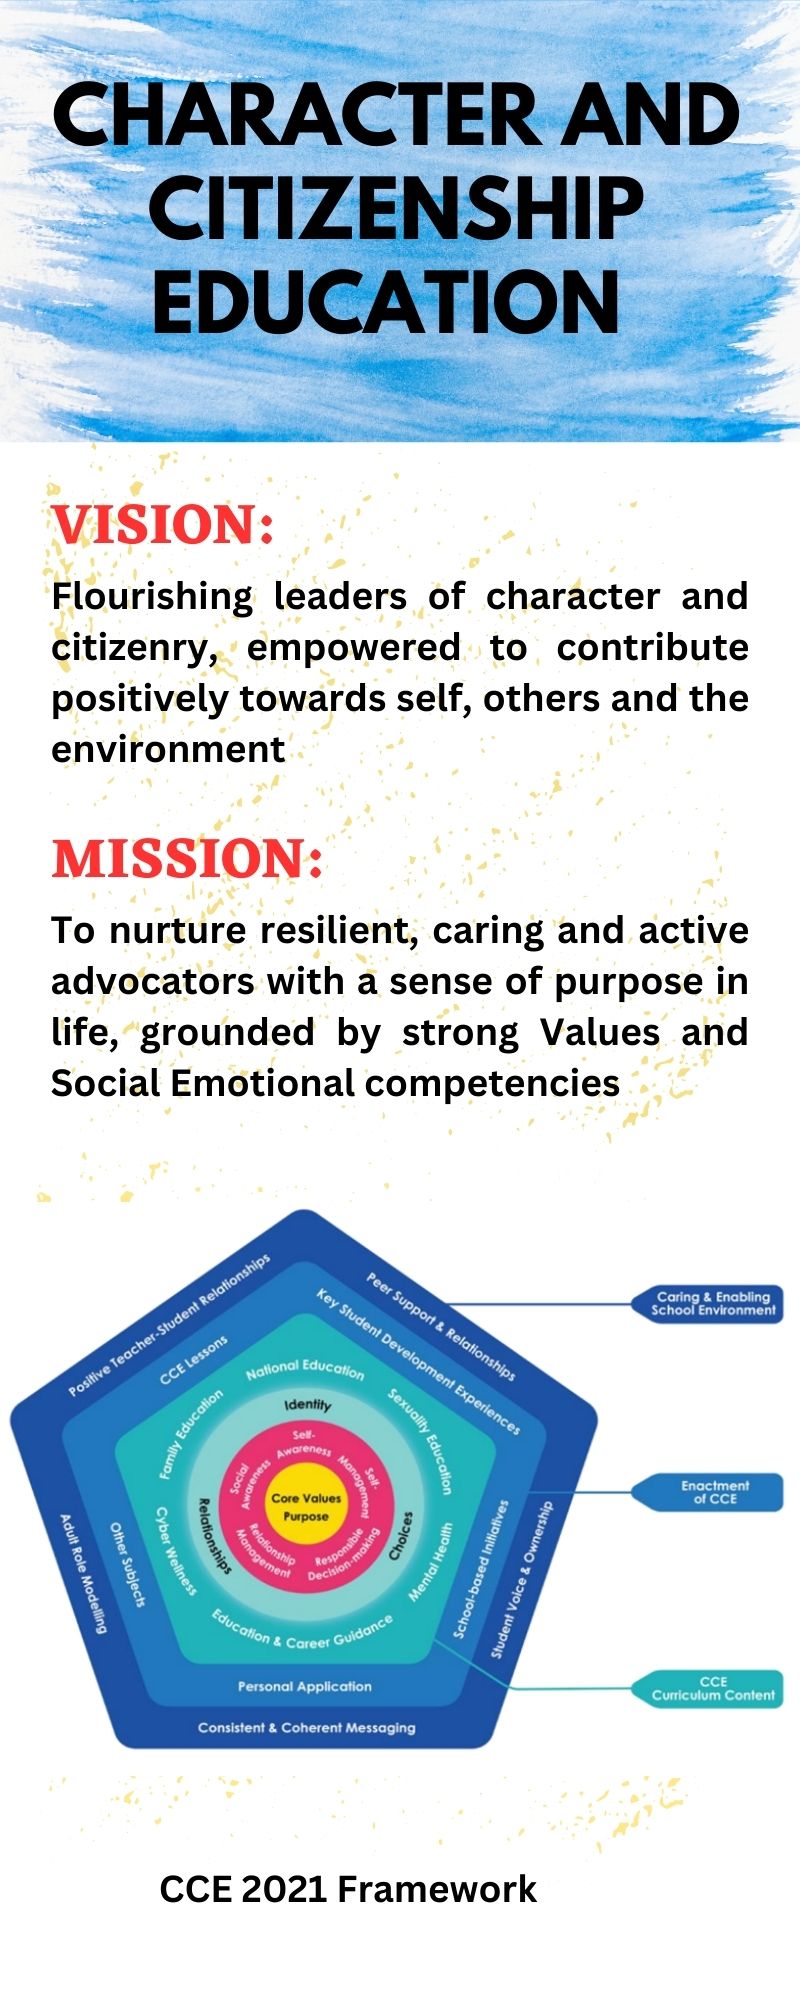 CHARACTER AND
CITIZENSHIP
EDUCATION
VISION:
Flourishing leaders of character and
citizenry, empowered to contribute
positively towards self, others and the
environment
MISSION:
To nurture resilient, caring and active
advocators with a sense of purpose in
life, grounded by strong Values and
Social Emotional competencies
Positive Teacher-Student Relationships
Peer Support & Relationships
Student Voice & Ownership
Consistent & Coherent Messaging
Adult Role Modelling
CCE Lessons
Key Student Development Experiences
School-based Initiatives
Personal Application
Other Subjects
National Education
Sexuality Education
Mental Health
Education & Career Guidance
Cyber Wellness
Family Education
Identity
Choices
Relationships
Self-
Awareness
Self-
Management
Responsible
Decision-making
Relationship
Management
Social
Awareness
Core Values
Purpose
Caring & Enabling
School Environment
Enactment
of CCE
CCE
Curriculum Content
CCE 2021 Framework